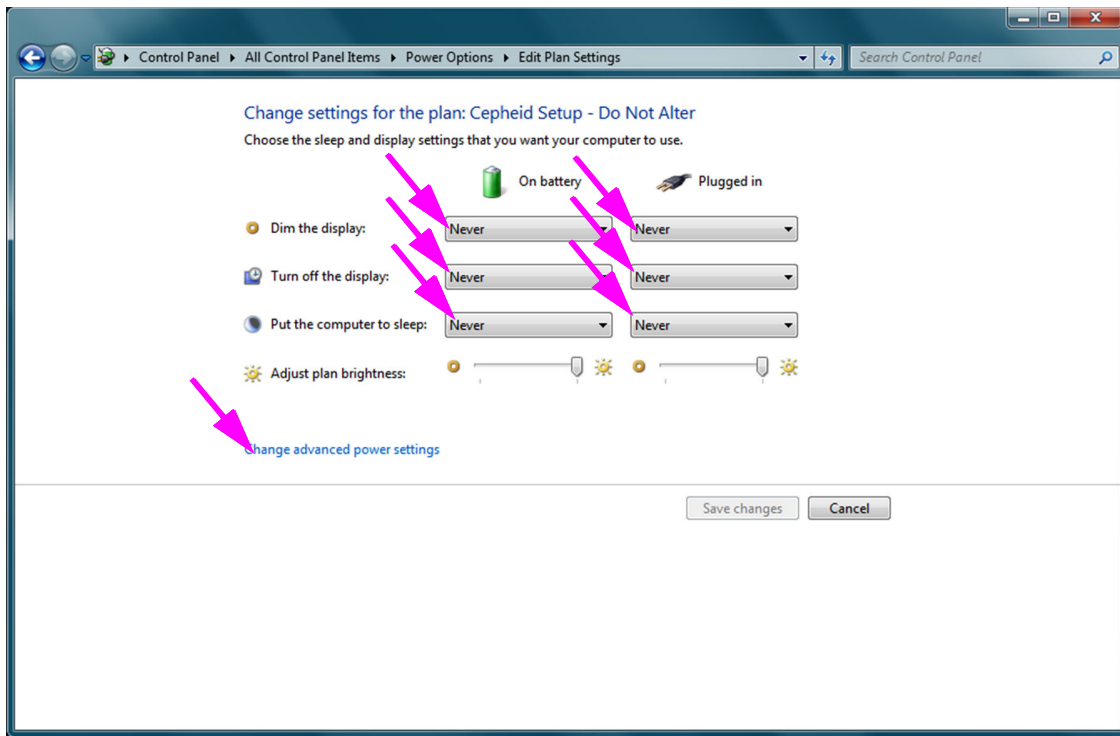 Control Panel All Control Panel Items Power Options Edit Plan Settings Search Control Panel
Change settings for the plan: Cepheid Setup - Do Not Alter
Choose the sleep and display settings that you want your computer to use.
On battery Plugged in
Dim the display: Never Never
Turn off the display: Never Never
Put the computer to sleep: Never Never
Adjust plan brightness:
Change advanced power settings
Save changes Cancel